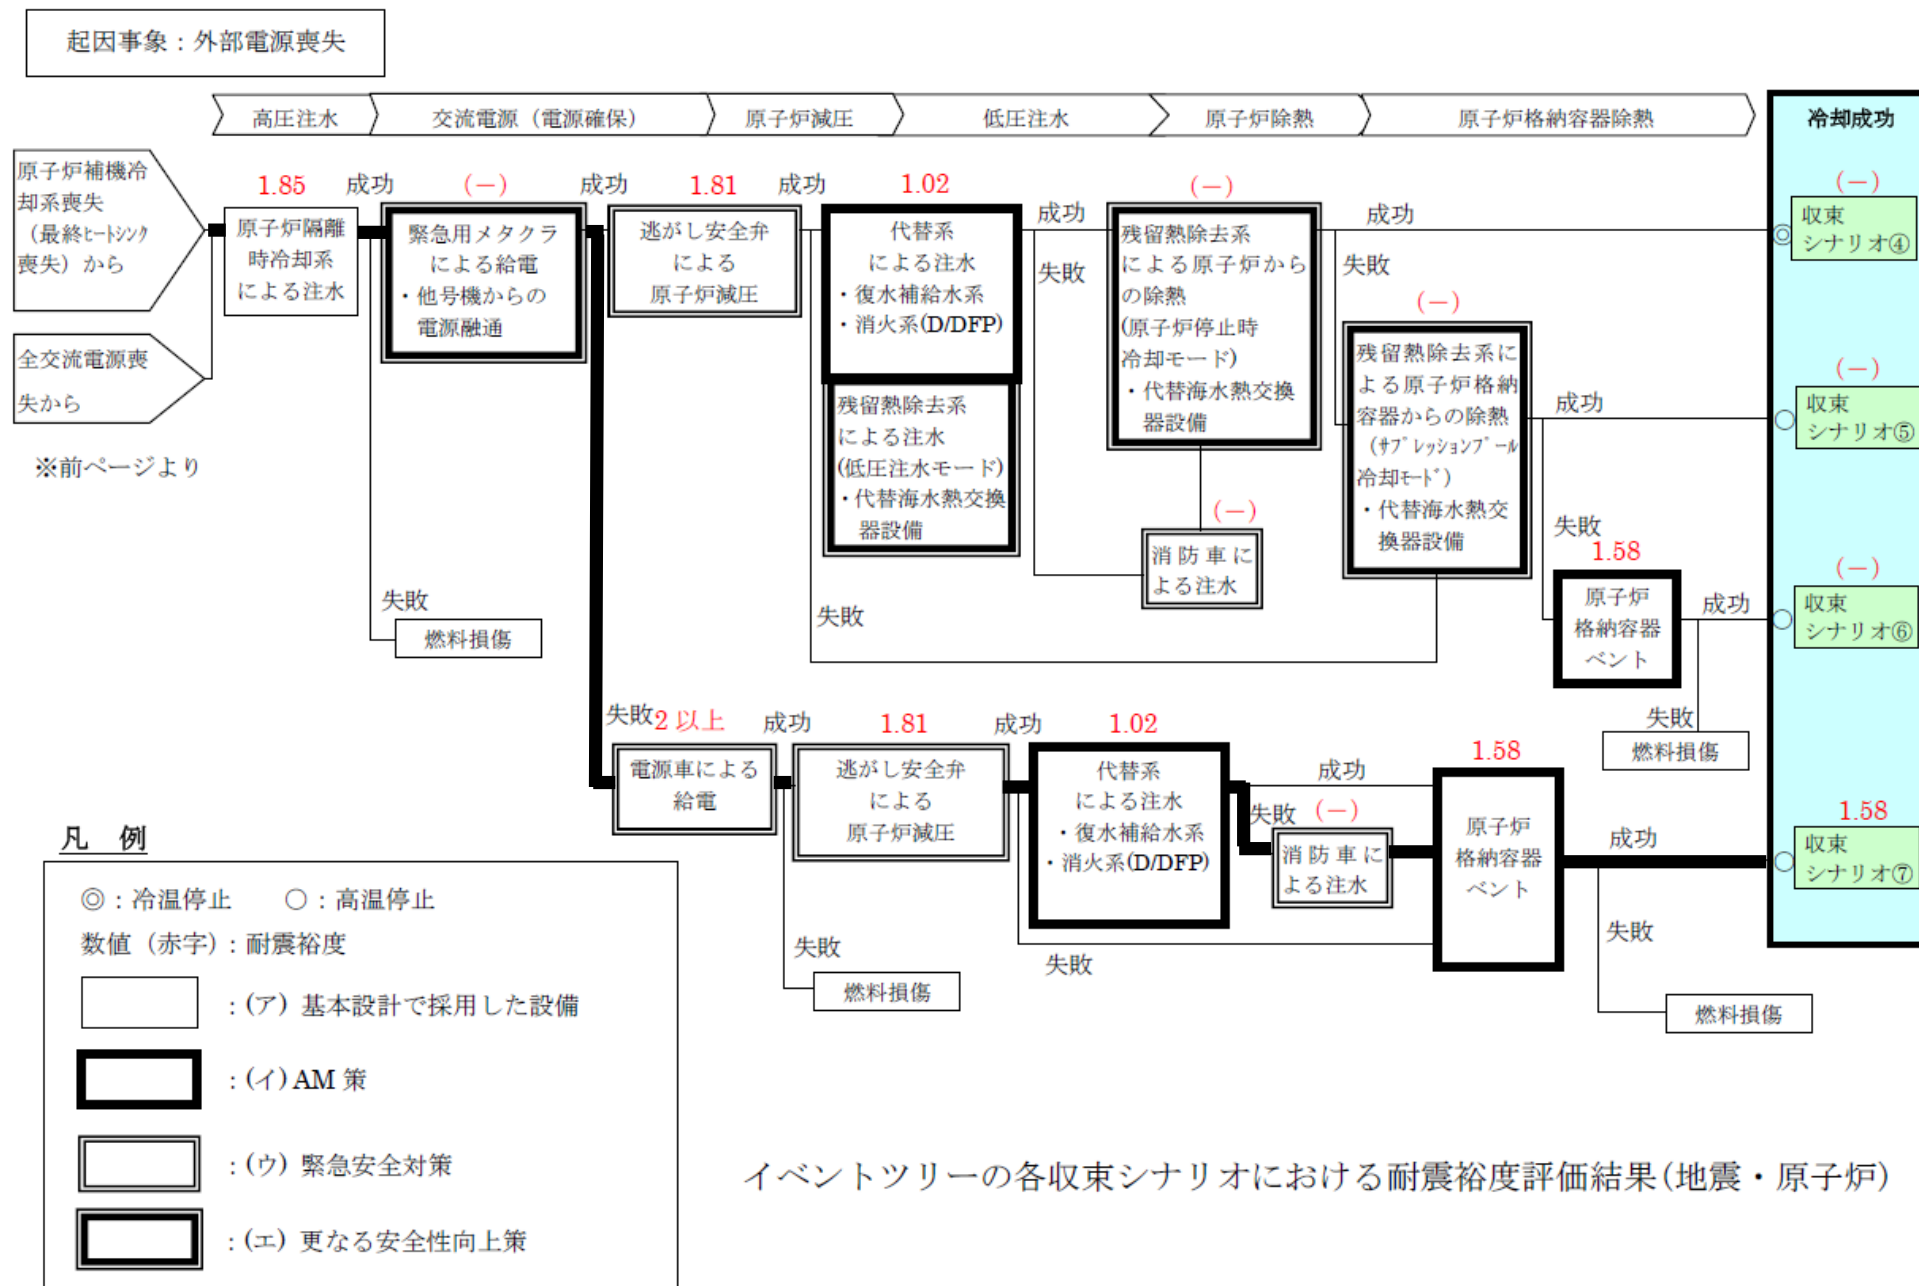 起因事象：外部電源喪失
高圧注水
交流電源（電源確保）
原子炉減圧
低圧注水
原子炉除熱
原子炉格納容器除熱
冷却成功
原子炉補機冷
却系喪失
（最終ﾋｰﾄｼﾝｸ
喪失）から
全交流電源喪
失から
※前ページより
1.85
成功
原子炉隔離
時冷却系
による注水
失敗
燃料損傷
(－)
成功
緊急用メタクラ
による給電
・他号機からの
電源融通
1.81
成功
逃がし安全弁
による
原子炉減圧
失敗
1.02
成功
代替系
による注水
・復水補給水系
・消火系(D/DFP)
残留熱除去系
による注水
(低圧注水モード)
・代替海水熱交換
器設備
失敗
(－)
成功
残留熱除去系
による原子炉から
の除熱
(原子炉停止時
冷却モード)
・代替海水熱交換
器設備
失敗
(－)
消防車に
よる注水
(－)
成功
残留熱除去系に
よる原子炉格納
容器からの除熱
（ｻﾌﾟﾚｯｼｮﾝﾌﾟｰﾙ
冷却ﾓｰﾄﾞ）
・代替海水熱交
換器設備
失敗
1.58
成功
原子炉
格納容器
ベント
失敗
燃料損傷
(－)
◎
収束
シナリオ④
(－)
○
収束
シナリオ⑤
(－)
○
収束
シナリオ⑥
失敗
2 以上
成功
電源車による
給電
失敗
燃料損傷
1.81
成功
逃がし安全弁
による
原子炉減圧
失敗
1.02
成功
代替系
による注水
・復水補給水系
・消火系(D/DFP)
失敗
(－)
消防車に
よる注水
1.58
成功
原子炉
格納容器
ベント
失敗
燃料損傷
1.58
○
収束
シナリオ⑦
凡　例
◎：冷温停止　　○：高温停止
数値（赤字）：耐震裕度
：(ア) 基本設計で採用した設備
：(イ) AM 策
：(ウ) 緊急安全対策
：(エ) 更なる安全性向上策
イベントツリーの各収束シナリオにおける耐震裕度評価結果(地震・原子炉)